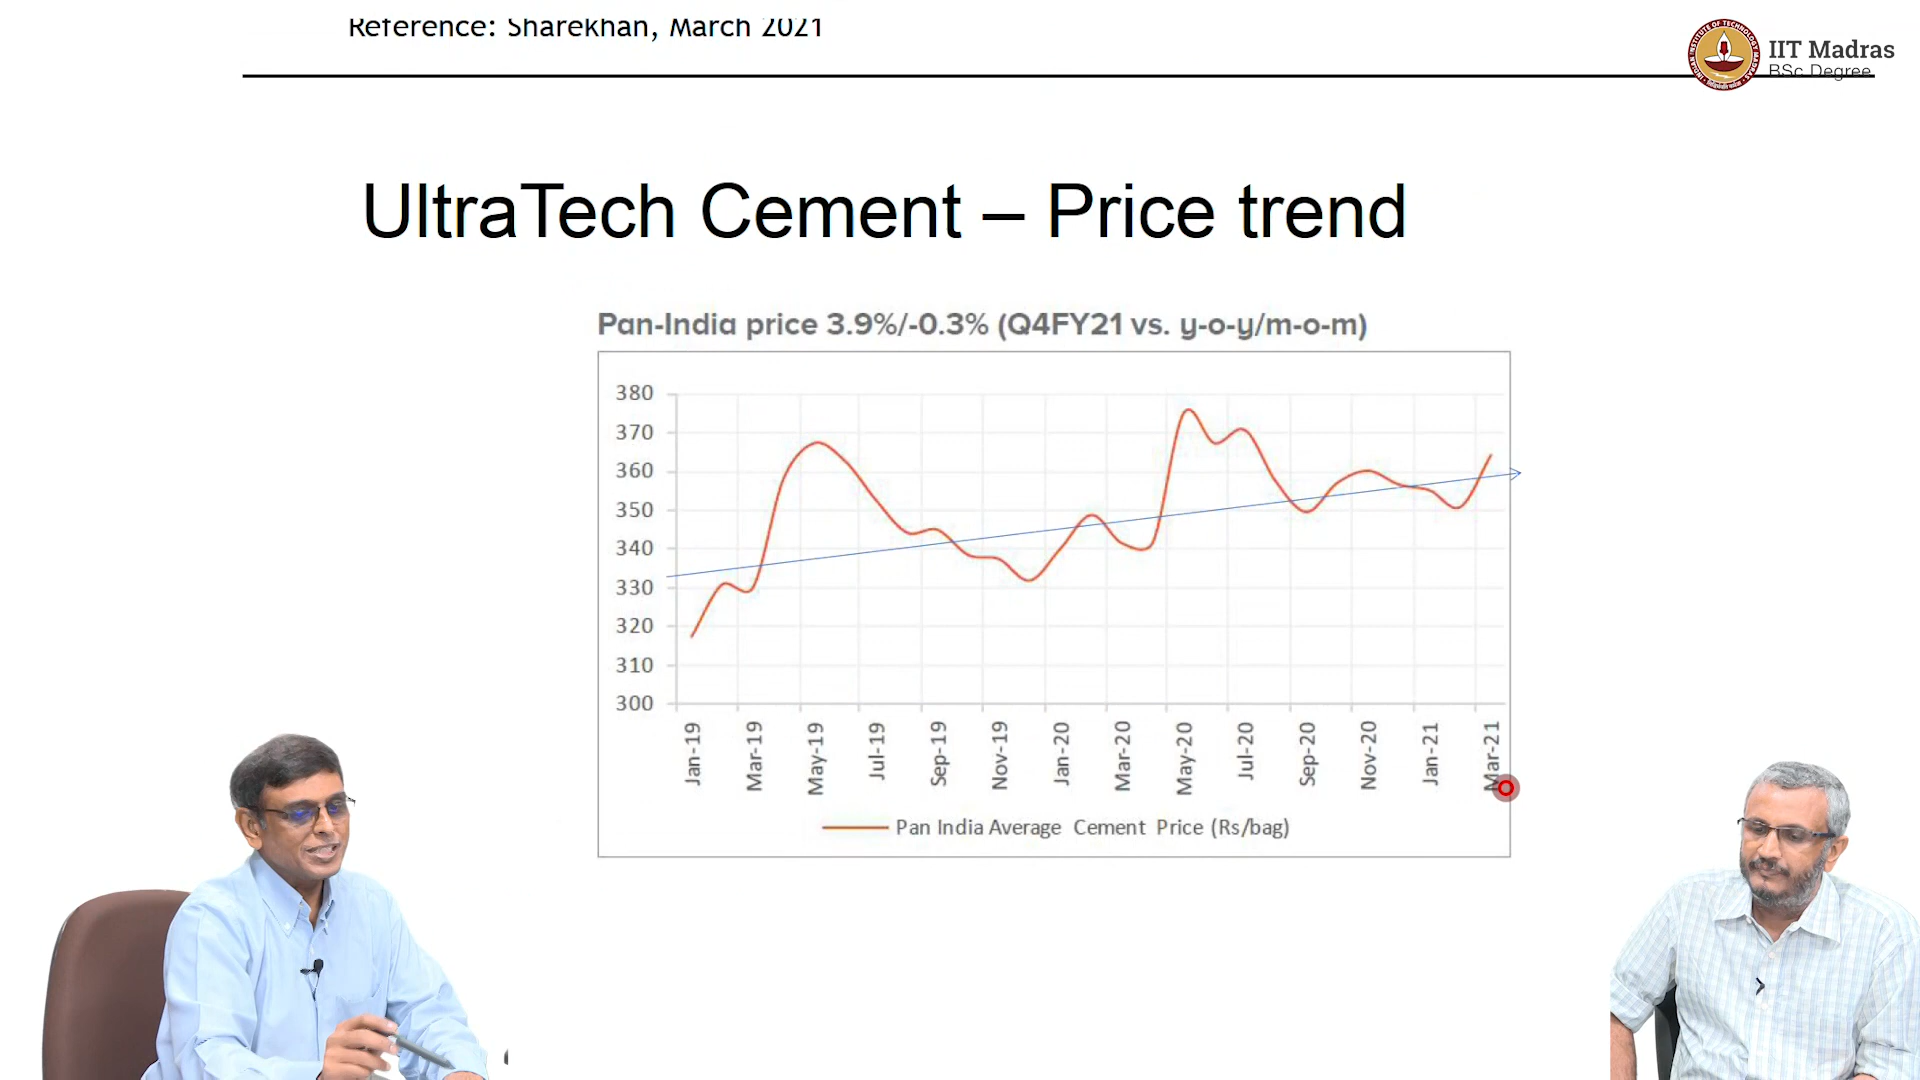 Reference: Sharekhan, March 2021
IIT Madras
BSc Degree
UltraTech Cement – Price trend
Pan-India price 3.9%/-0.3% (Q4FY21 vs. y-o-y/m-o-m)
380
370
360
350
340
330
320
310
300
Jan-19
Mar-19
May-19
Jul-19
Sep-19
Nov-19
Jan-20
Mar-20
May-20
Jul-20
Sep-20
Nov-20
Jan-21
Mar-21
Pan India Average Cement Price (Rs/bag)